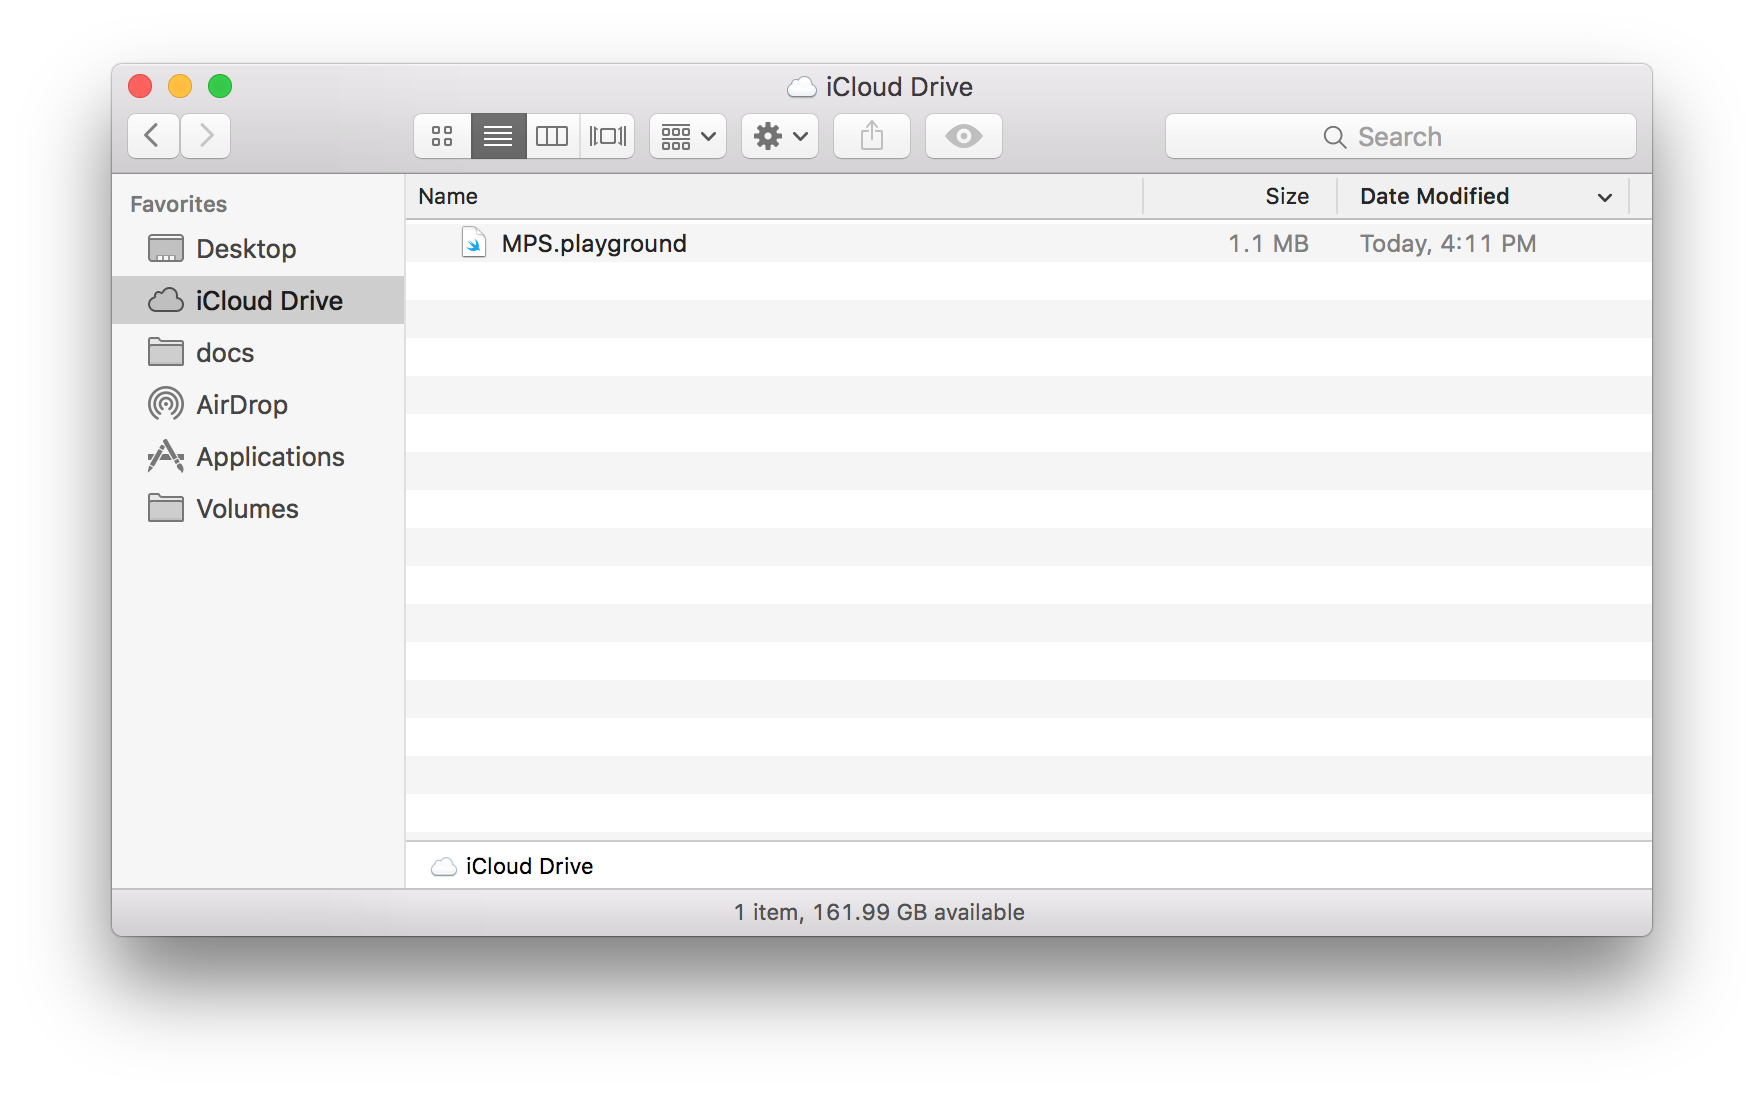 iCloud Drive
Search
Favorites
Desktop
iCloud Drive
docs
AirDrop
Applications
Volumes
Name Size Date Modified
MPS.playground 1.1 MB Today, 4:11 PM
iCloud Drive
1 item, 161.99 GB available